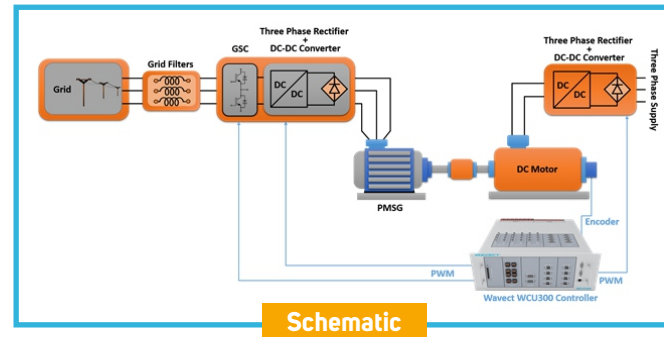 Three Phase Rectifier
+
DC-DC Converter
GSC
Grid Filters
Grid
DC
DC
Three Phase Rectifier
+
DC-DC Converter
DC
DC
Three Phase Supply
PMSG
DC Motor
Encoder
PWM
PWM
Wavect WCU300 Controller
Schematic